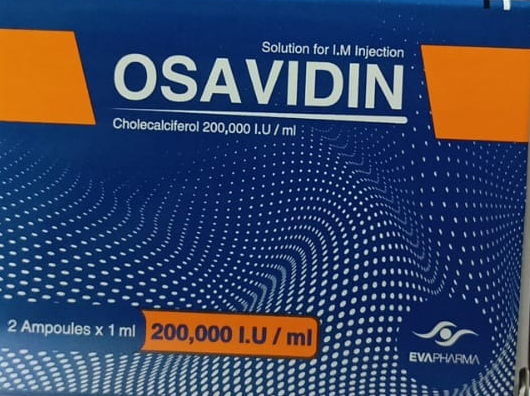 Solution for I.M Injection
OSAVIDIN
Cholecalciferol 200,000 I.U / ml
2 Ampoules x 1 ml
200,000 I.U / ml
EVAPHARMA